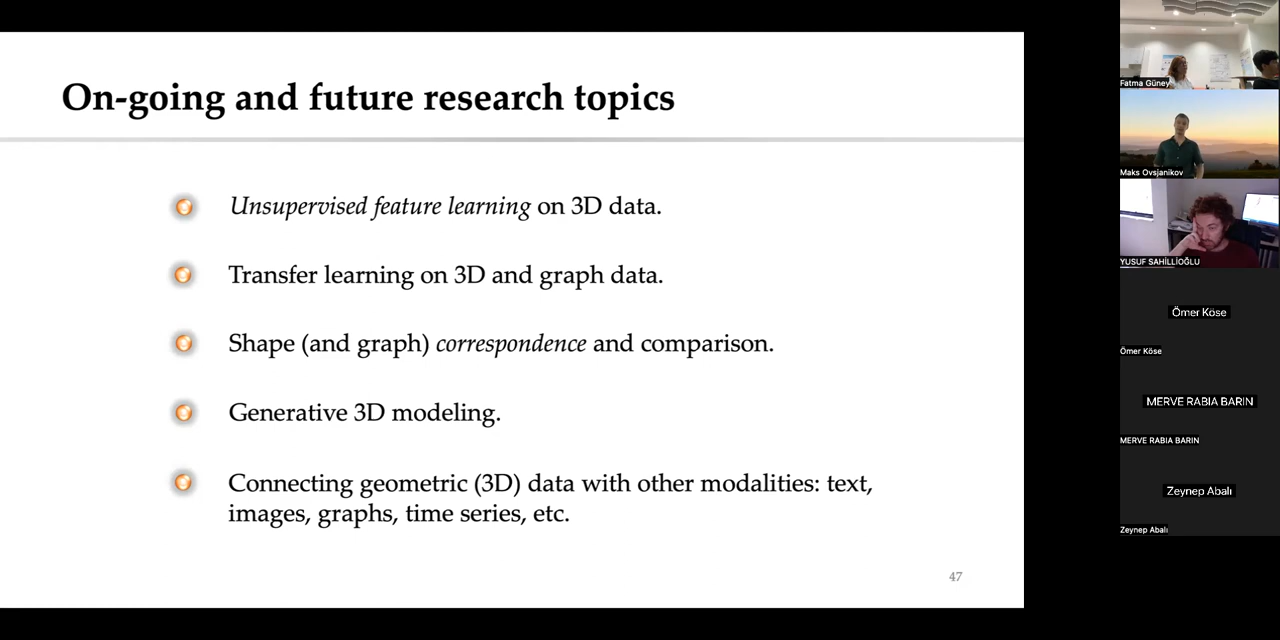 On-going and future research topics
Unsupervised feature learning on 3D data.
Transfer learning on 3D and graph data.
Shape (and graph) correspondence and comparison.
Generative 3D modeling.
Connecting geometric (3D) data with other modalities: text,
images, graphs, time series, etc.
47
Fatma Güney
Maks Ovsjanikov
YUSUF SAHİLLİOĞLU
Ömer Köse
Ömer Köse
MERVE RABIA BARIN
MERVE RABIA BARIN
Zeynep Abalı
Zeynep Abalı